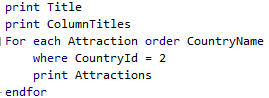 print Title
print ColumnTitles
For each Attraction order CountryName
    where CountryId = 2
    print Attractions
endfor